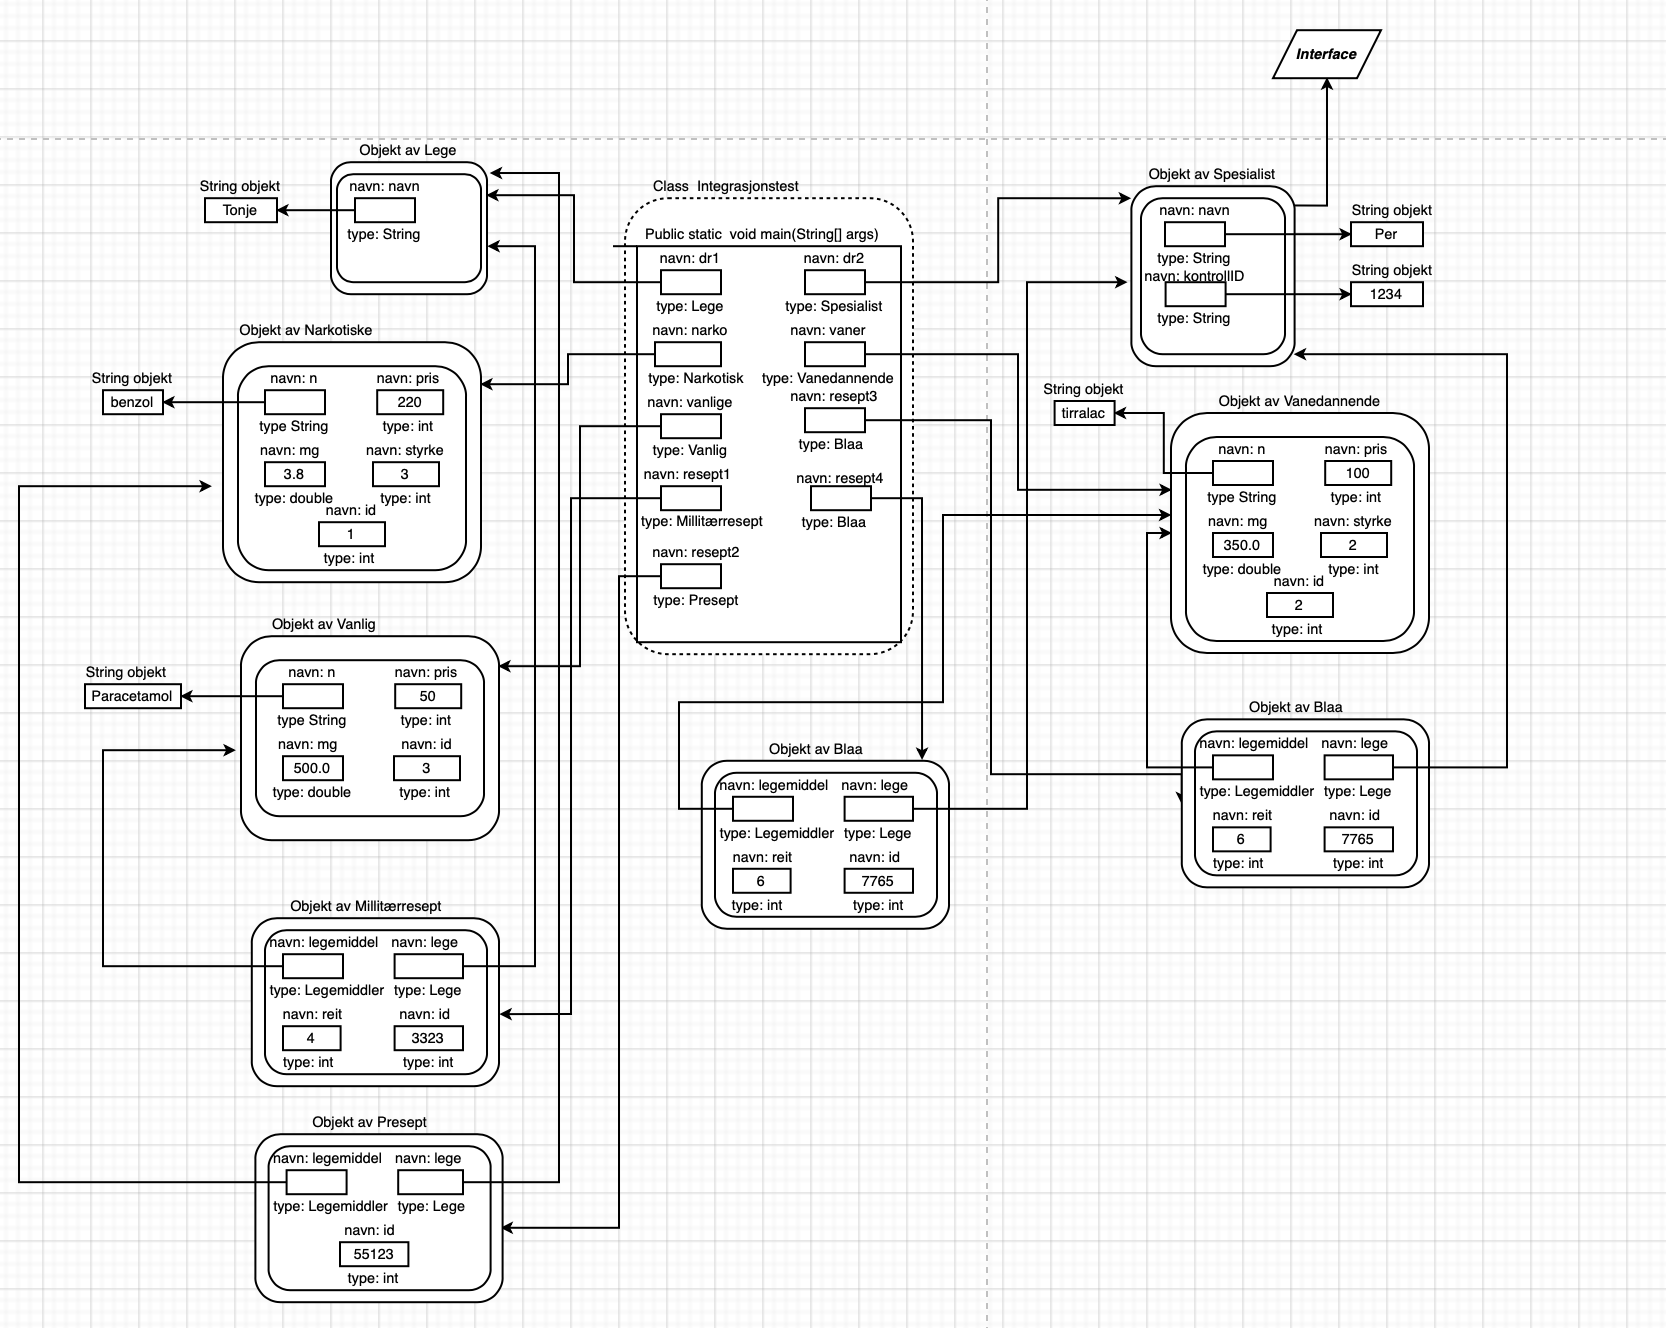 Interface
Objekt av Lege
navn: navn
type: String
String objekt
Tonje
Class  Integrasjonstest
Public static  void main(String[] args)
navn: dr1
type: Lege
navn: dr2
type: Spesialist
navn: narko
type: Narkotisk
navn: vaner
type: Vanedannende
navn: vanlige
type: Vanlig
navn: resept3
type: Blaa
navn: resept1
type: Millitærresept
navn: resept4
type: Blaa
navn: resept2
type: Presept
Objekt av Spesialist
navn: navn
type: String
navn: kontrollID
type: String
String objekt
Per
String objekt
1234
Objekt av Narkotiske
String objekt
benzol
navn: n
type String
navn: pris
220
type: int
navn: mg
3.8
type: double
navn: styrke
3
type: int
navn: id
1
type: int
String objekt
tirralac
Objekt av Vanedannende
navn: n
type String
navn: pris
100
type: int
navn: mg
350.0
type: double
navn: styrke
2
type: int
navn: id
2
type: int
Objekt av Vanlig
String objekt
Paracetamol
navn: n
type String
navn: pris
50
type: int
navn: mg
500.0
type: double
navn: id
3
type: int
Objekt av Blaa
navn: legemiddel
type: Legemiddler
navn: lege
type: Lege
navn: reit
6
type: int
navn: id
7765
type: int
Objekt av Blaa
navn: legemiddel
type: Legemiddler
navn: lege
type: Lege
navn: reit
6
type: int
navn: id
7765
type: int
Objekt av Millitærresept
navn: legemiddel
type: Legemiddler
navn: lege
type: Lege
navn: reit
4
type: int
navn: id
3323
type: int
Objekt av Presept
navn: legemiddel
type: Legemiddler
navn: lege
type: Lege
navn: id
55123
type: int